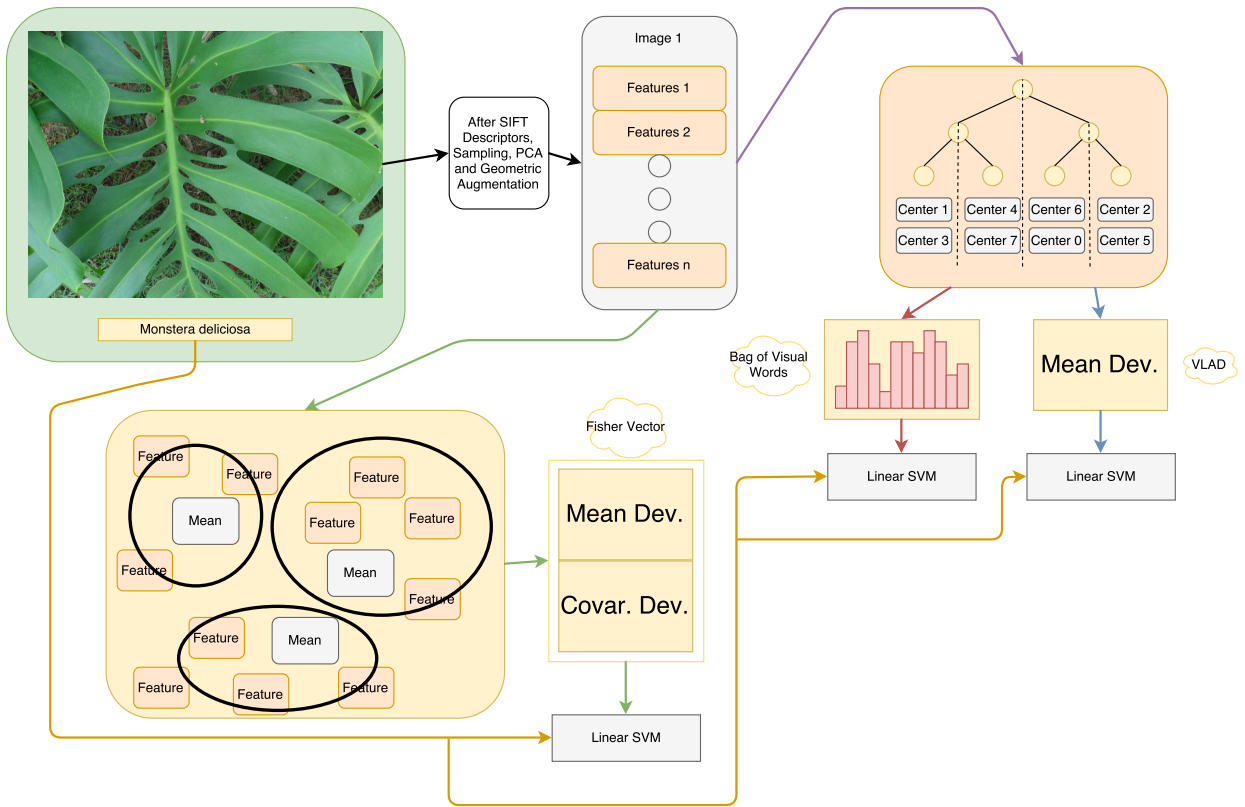 Monstera deliciosa
After SIFT
Descriptors,
Sampling, PCA
and Geometric
Augmentation
Image 1
Features 1
Features 2
Features n
Center 1
Center 4
Center 6
Center 2
Center 3
Center 7
Center 0
Center 5
Bag of Visual
Words
Mean Dev.
VLAD
Linear SVM
Linear SVM
Feature
Feature
Mean
Feature
Feature
Feature
Feature
Mean
Feature
Feature
Mean
Feature
Feature
Feature
Fisher Vector
Mean Dev.
Covar. Dev.
Linear SVM